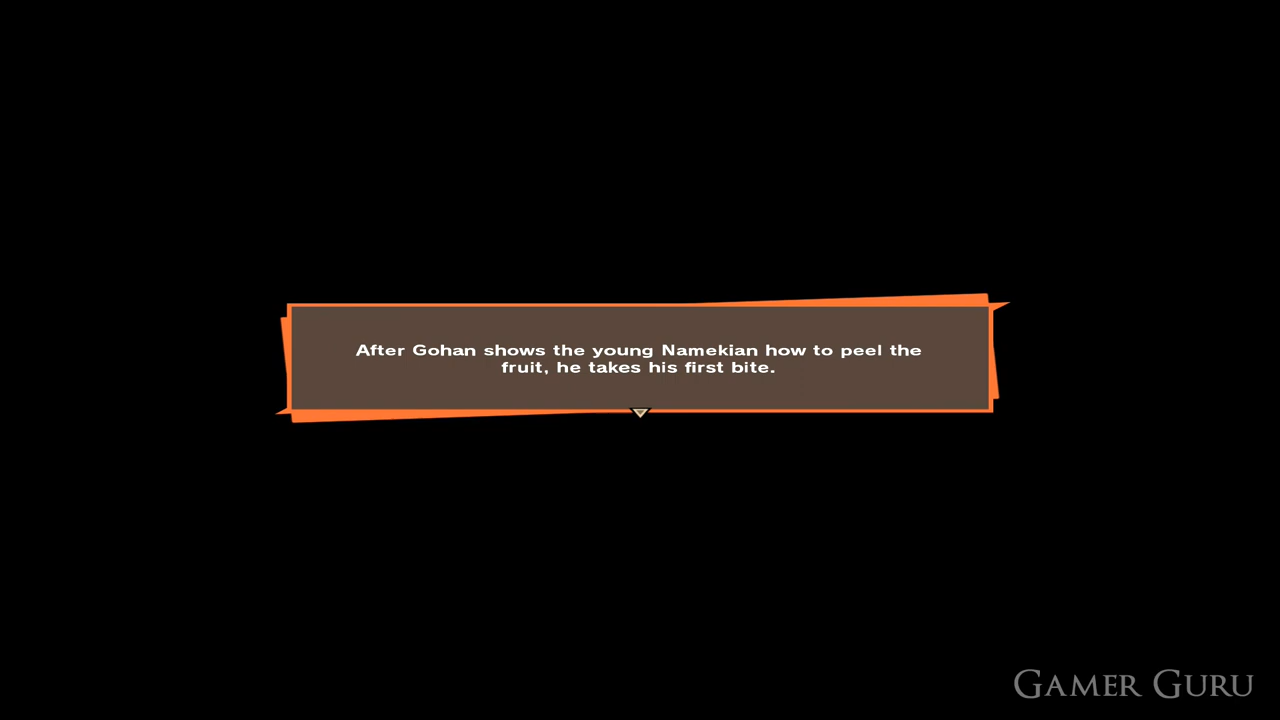 After Gohan shows the young Namekian how to peel the
fruit, he takes his first bite.
GAMER GURU